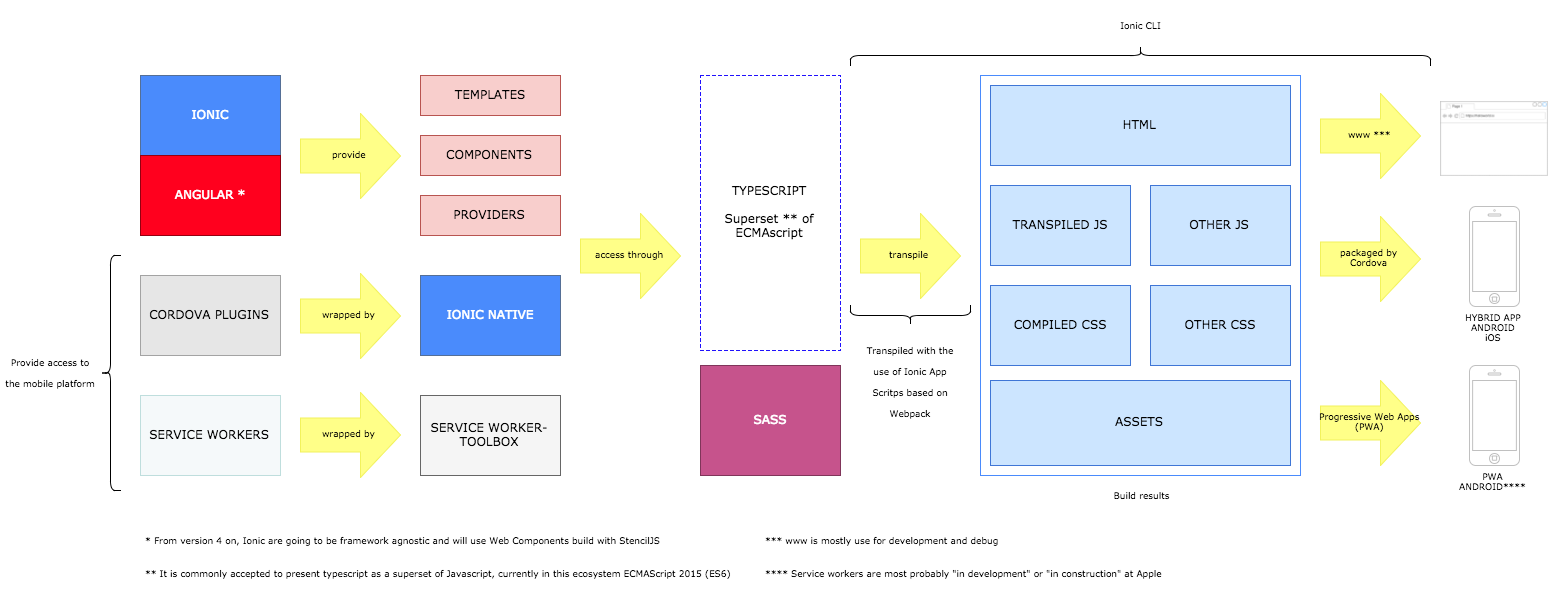 Ionic CLI
IONIC
ANGULAR *
provide
TEMPLATES
COMPONENTS
PROVIDERS
Provide access to
the mobile platform
CORDOVA PLUGINS
wrapped by
IONIC NATIVE
SERVICE WORKERS
wrapped by
SERVICE WORKER-
TOOLBOX
access through
TYPESCRIPT
Superset ** of
ECMAscript
SASS
transpile
Transpiled with the
use of Ionic App
Scritps based on
Webpack
HTML
TRANSPILED JS
OTHER JS
COMPILED CSS
OTHER CSS
ASSETS
Build results
www ***
Page 1
packaged by
Cordova
HYBRID APP
ANDROID
iOS
Progressive Web Apps
(PWA)
PWA
ANDROID****
* From version 4 on, Ionic are going to be framework agnostic and will use Web Components build with StencilJS
** It is commonly accepted to present typescript as a superset of Javascript, currently in this ecosystem ECMAScript 2015 (ES6)
*** www is mostly use for development and debug
**** Service workers are most probably "in development" or "in construction" at Apple